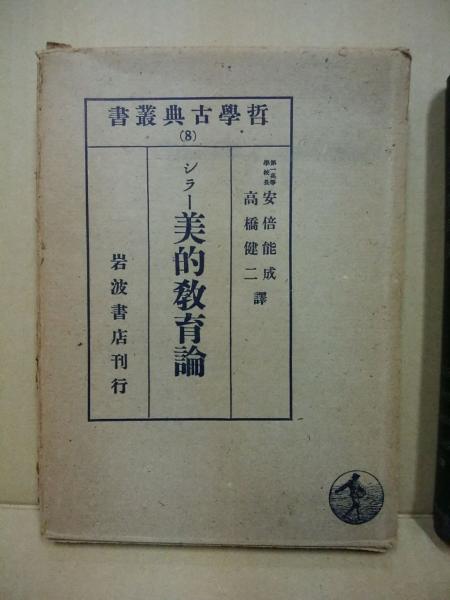 哲學古典叢書
(8)
第一高等
學校長
安倍能成
高橋健二
譯
シラー
美的敎育論
岩波書店刊行